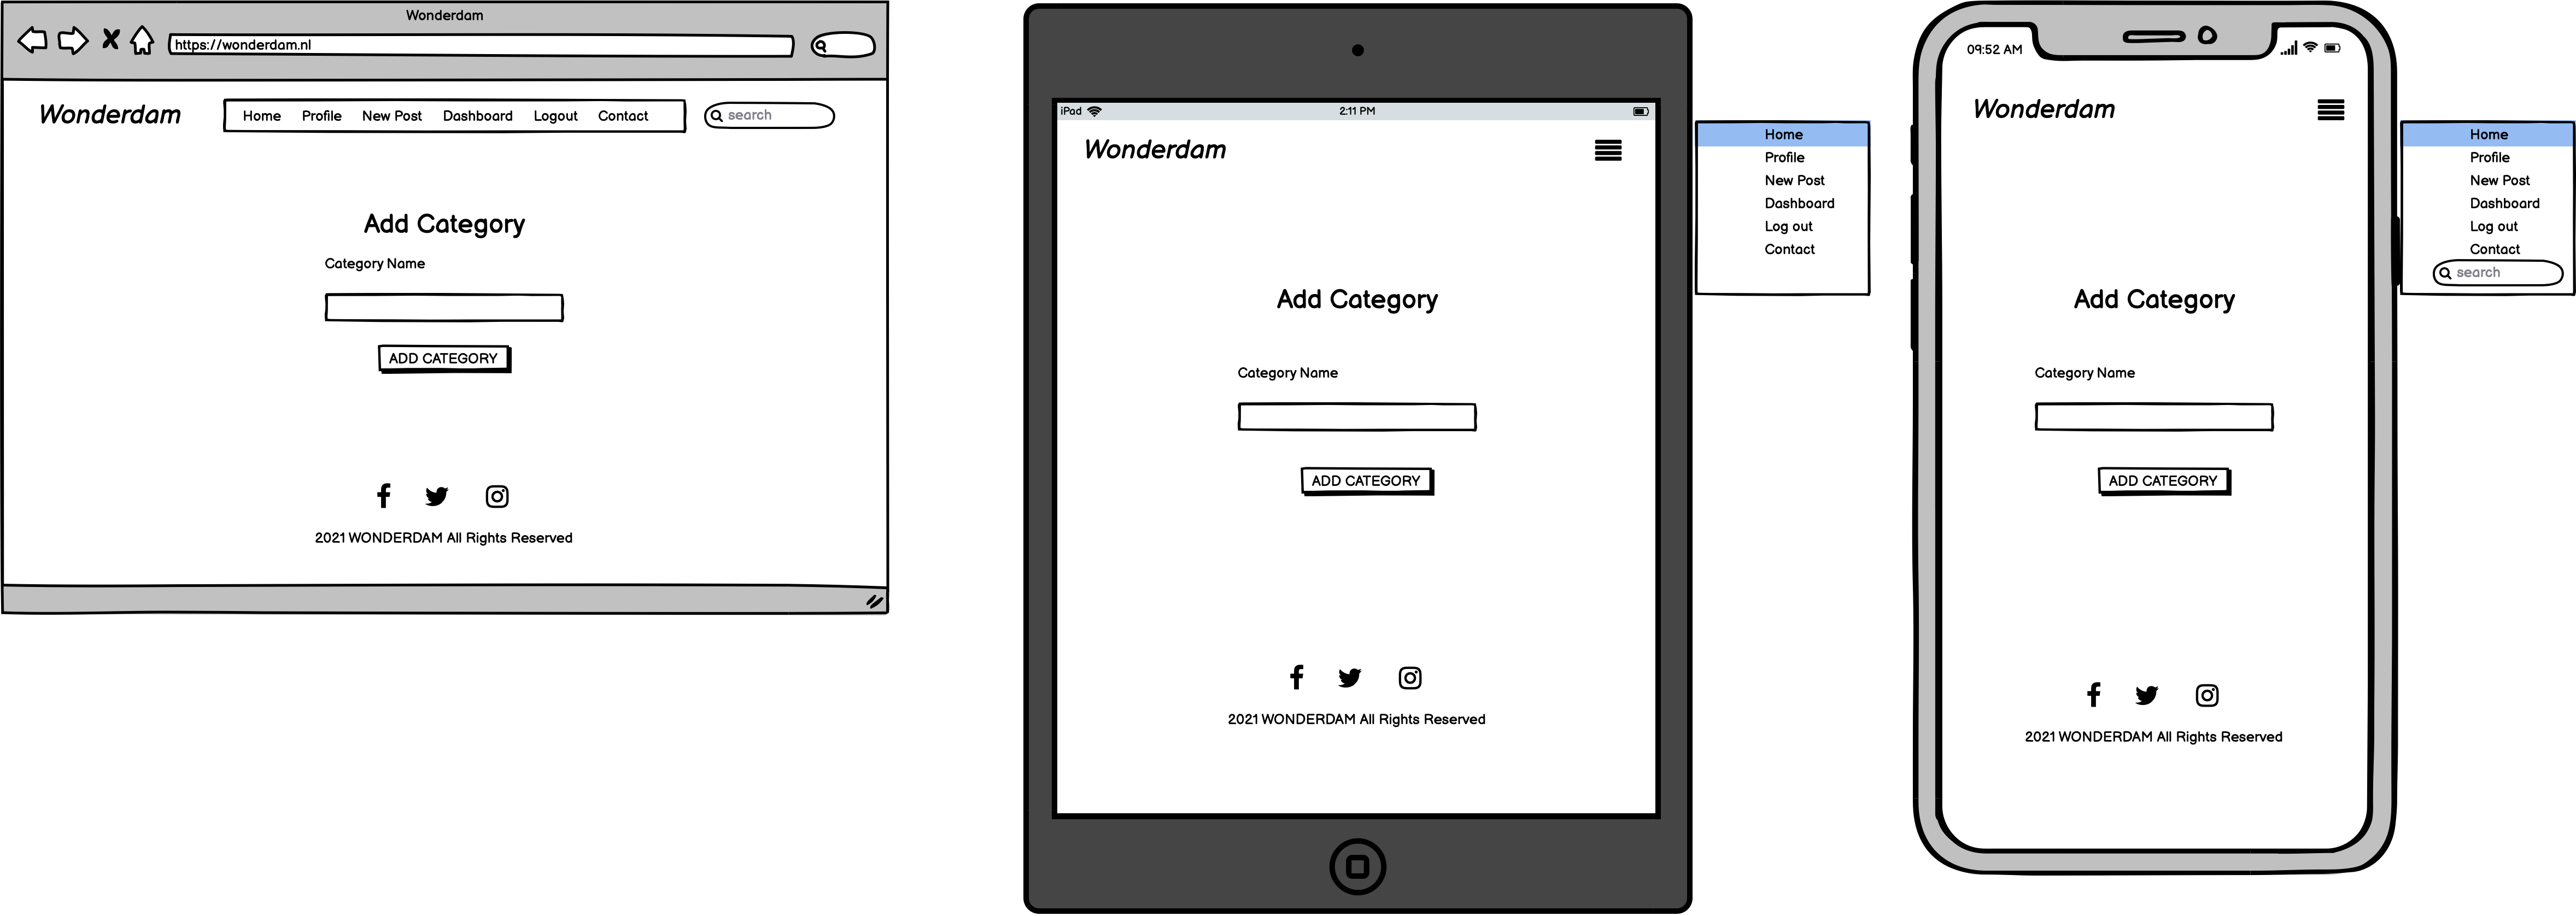 Wonderdam
https://wonderdam.nl
Wonderdam
Home Profile New Post Dashboard Logout Contact
search
Add Category
Category Name
ADD CATEGORY
2021 WONDERDAM All Rights Reserved
iPad
2:11 PM
Wonderdam
Add Category
Category Name
ADD CATEGORY
2021 WONDERDAM All Rights Reserved
Home
Profile
New Post
Dashboard
Log out
Contact
09:52 AM
Wonderdam
Add Category
Category Name
ADD CATEGORY
2021 WONDERDAM All Rights Reserved
Home
Profile
New Post
Dashboard
Log out
Contact
search